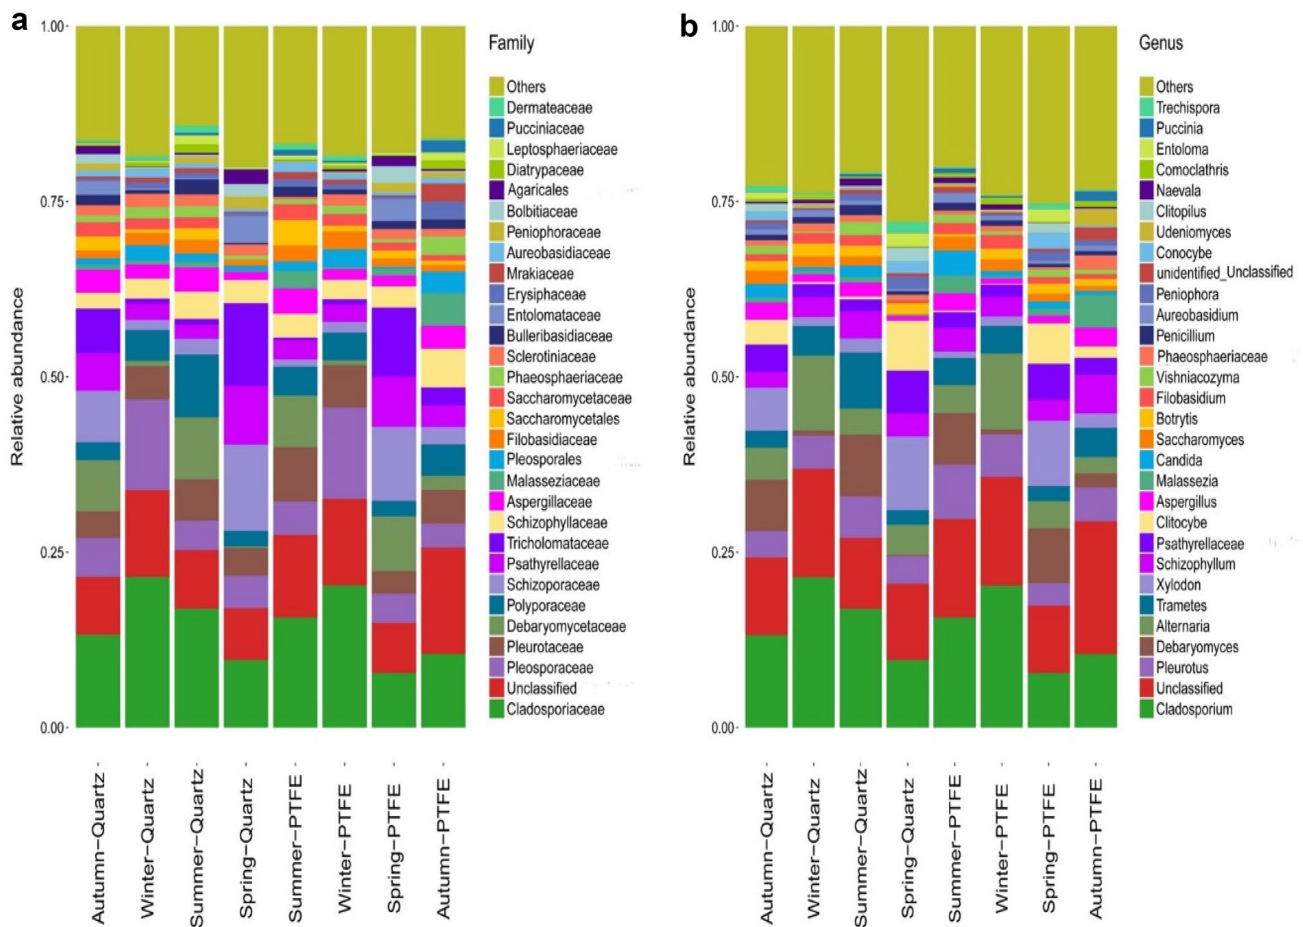 a
Relative abundance
1.00
0.75
0.50
0.25
0.00
Autumn−Quartz
Winter−Quartz
Summer−Quartz
Spring−Quartz
Summer−PTFE
Winter−PTFE
Spring−PTFE
Autumn−PTFE
Family
Others
Dermateaceae
Pucciniaceae
Leptosphaeriaceae
Diatrypaceae
Agaricales
Bolbitiaceae
Peniophoraceae
Aureobasidiaceae
Mrakiaceae
Erysiphaceae
Entolomataceae
Bulleribasidiaceae
Sclerotiniaceae
Phaeosphaeriaceae
Saccharomycetaceae
Saccharomycetales
Filobasidiaceae
Pleosporales
Malasseziaceae
Aspergillaceae
Schizophyllaceae
Tricholomataceae
Psathyrellaceae
Schizoporaceae
Polyporaceae
Debaryomycetaceae
Pleurotaceae
Pleosporaceae
Unclassified
Cladosporiaceae
b
Relative abundance
1.00
0.75
0.50
0.25
0.00
Autumn−Quartz
Winter−Quartz
Summer−Quartz
Spring−Quartz
Summer−PTFE
Winter−PTFE
Spring−PTFE
Autumn−PTFE
Genus
Others
Trechispora
Puccinia
Entoloma
Comoclathris
Naevala
Clitopilus
Udeniomyces
Conocybe
unidentified_Unclassified
Peniophora
Aureobasidium
Penicillium
Phaeosphaeriaceae
Vishniacozyma
Filobasidium
Botrytis
Saccharomyces
Candida
Malassezia
Aspergillus
Clitocybe
Psathyrellaceae
Schizophyllum
Xylodon
Trametes
Alternaria
Debaryomyces
Pleurotus
Unclassified
Cladosporium